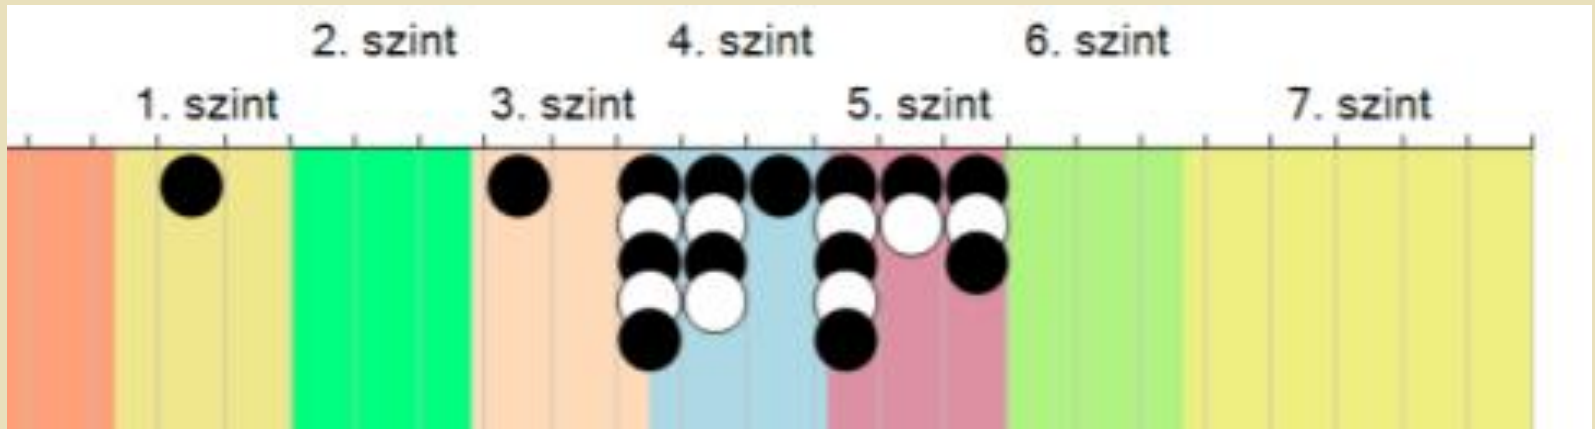 2. szint 4. szint 6. szint
1. szint 3. szint 5. szint 7. szint